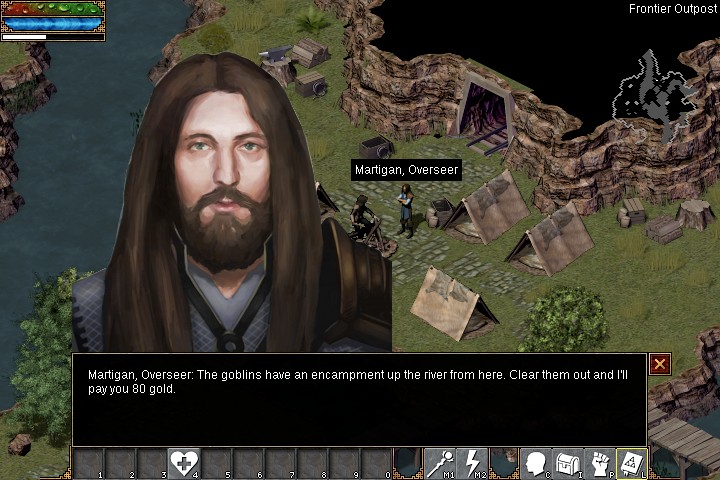 Frontier Outpost
Martigan, Overseer
Martigan, Overseer: The goblins have an encampment up the river from here. Clear them out and I'll
pay you 80 gold.
1 2 3 4 5 6 7 8 9 0 M1 M2 C I P L